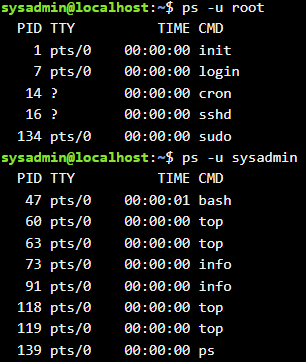 sysadmin@localhost:~$ ps -u root
  PID TTY          TIME CMD
    1 pts/0    00:00:00 init
    7 pts/0    00:00:00 login
   14 ?        00:00:00 cron
   16 ?        00:00:00 sshd
  134 pts/0    00:00:00 sudo
sysadmin@localhost:~$ ps -u sysadmin
  PID TTY          TIME CMD
   47 pts/0    00:00:01 bash
   60 pts/0    00:00:00 top
   63 pts/0    00:00:00 top
   73 pts/0    00:00:00 info
   91 pts/0    00:00:00 info
  118 pts/0    00:00:00 top
  119 pts/0    00:00:00 top
  139 pts/0    00:00:00 ps